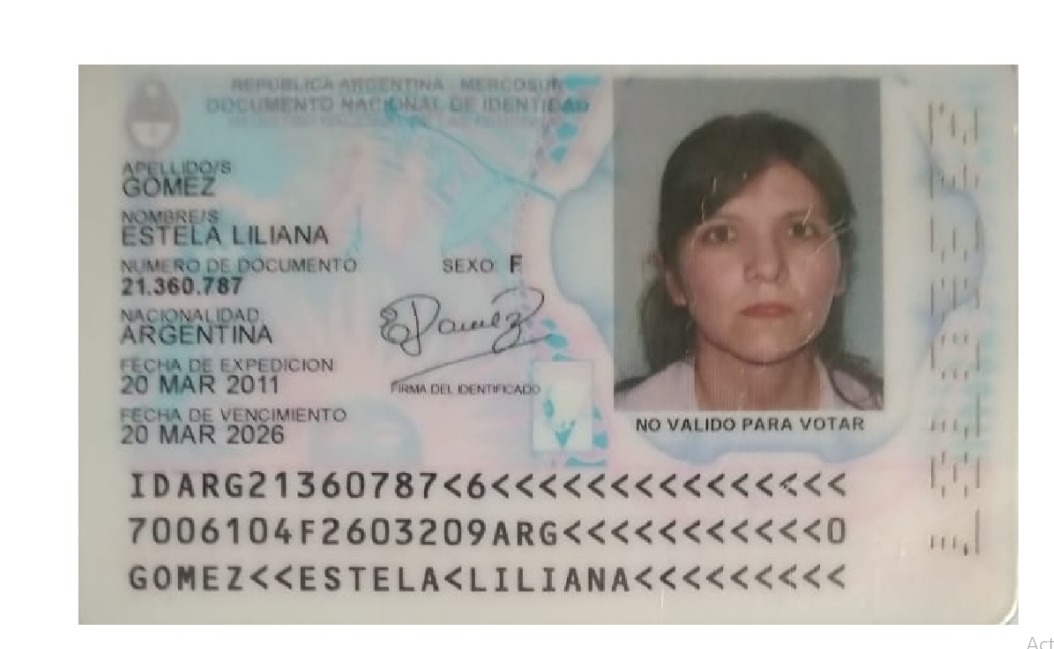 REPUBLICA ARGENTINA - MERCOSUR
DOCUMENTO NACIONAL DE IDENTIDAD
APELLIDO/S
GOMEZ
NOMBRE/S
ESTELA LILIANA
NUMERO DE DOCUMENTO
21.360.787
SEXO F
NACIONALIDAD
ARGENTINA
FECHA DE EXPEDICION
20 MAR 2011
FIRMA DEL IDENTIFICADO
FECHA DE VENCIMIENTO
20 MAR 2026
NO VALIDO PARA VOTAR
IDARG21360787<6<<<<<<<<<<<<<<<
7006104F2603209ARG<<<<<<<<<<<0
GOMEZ<<ESTELA<LILIANA<<<<<<<<<
Act